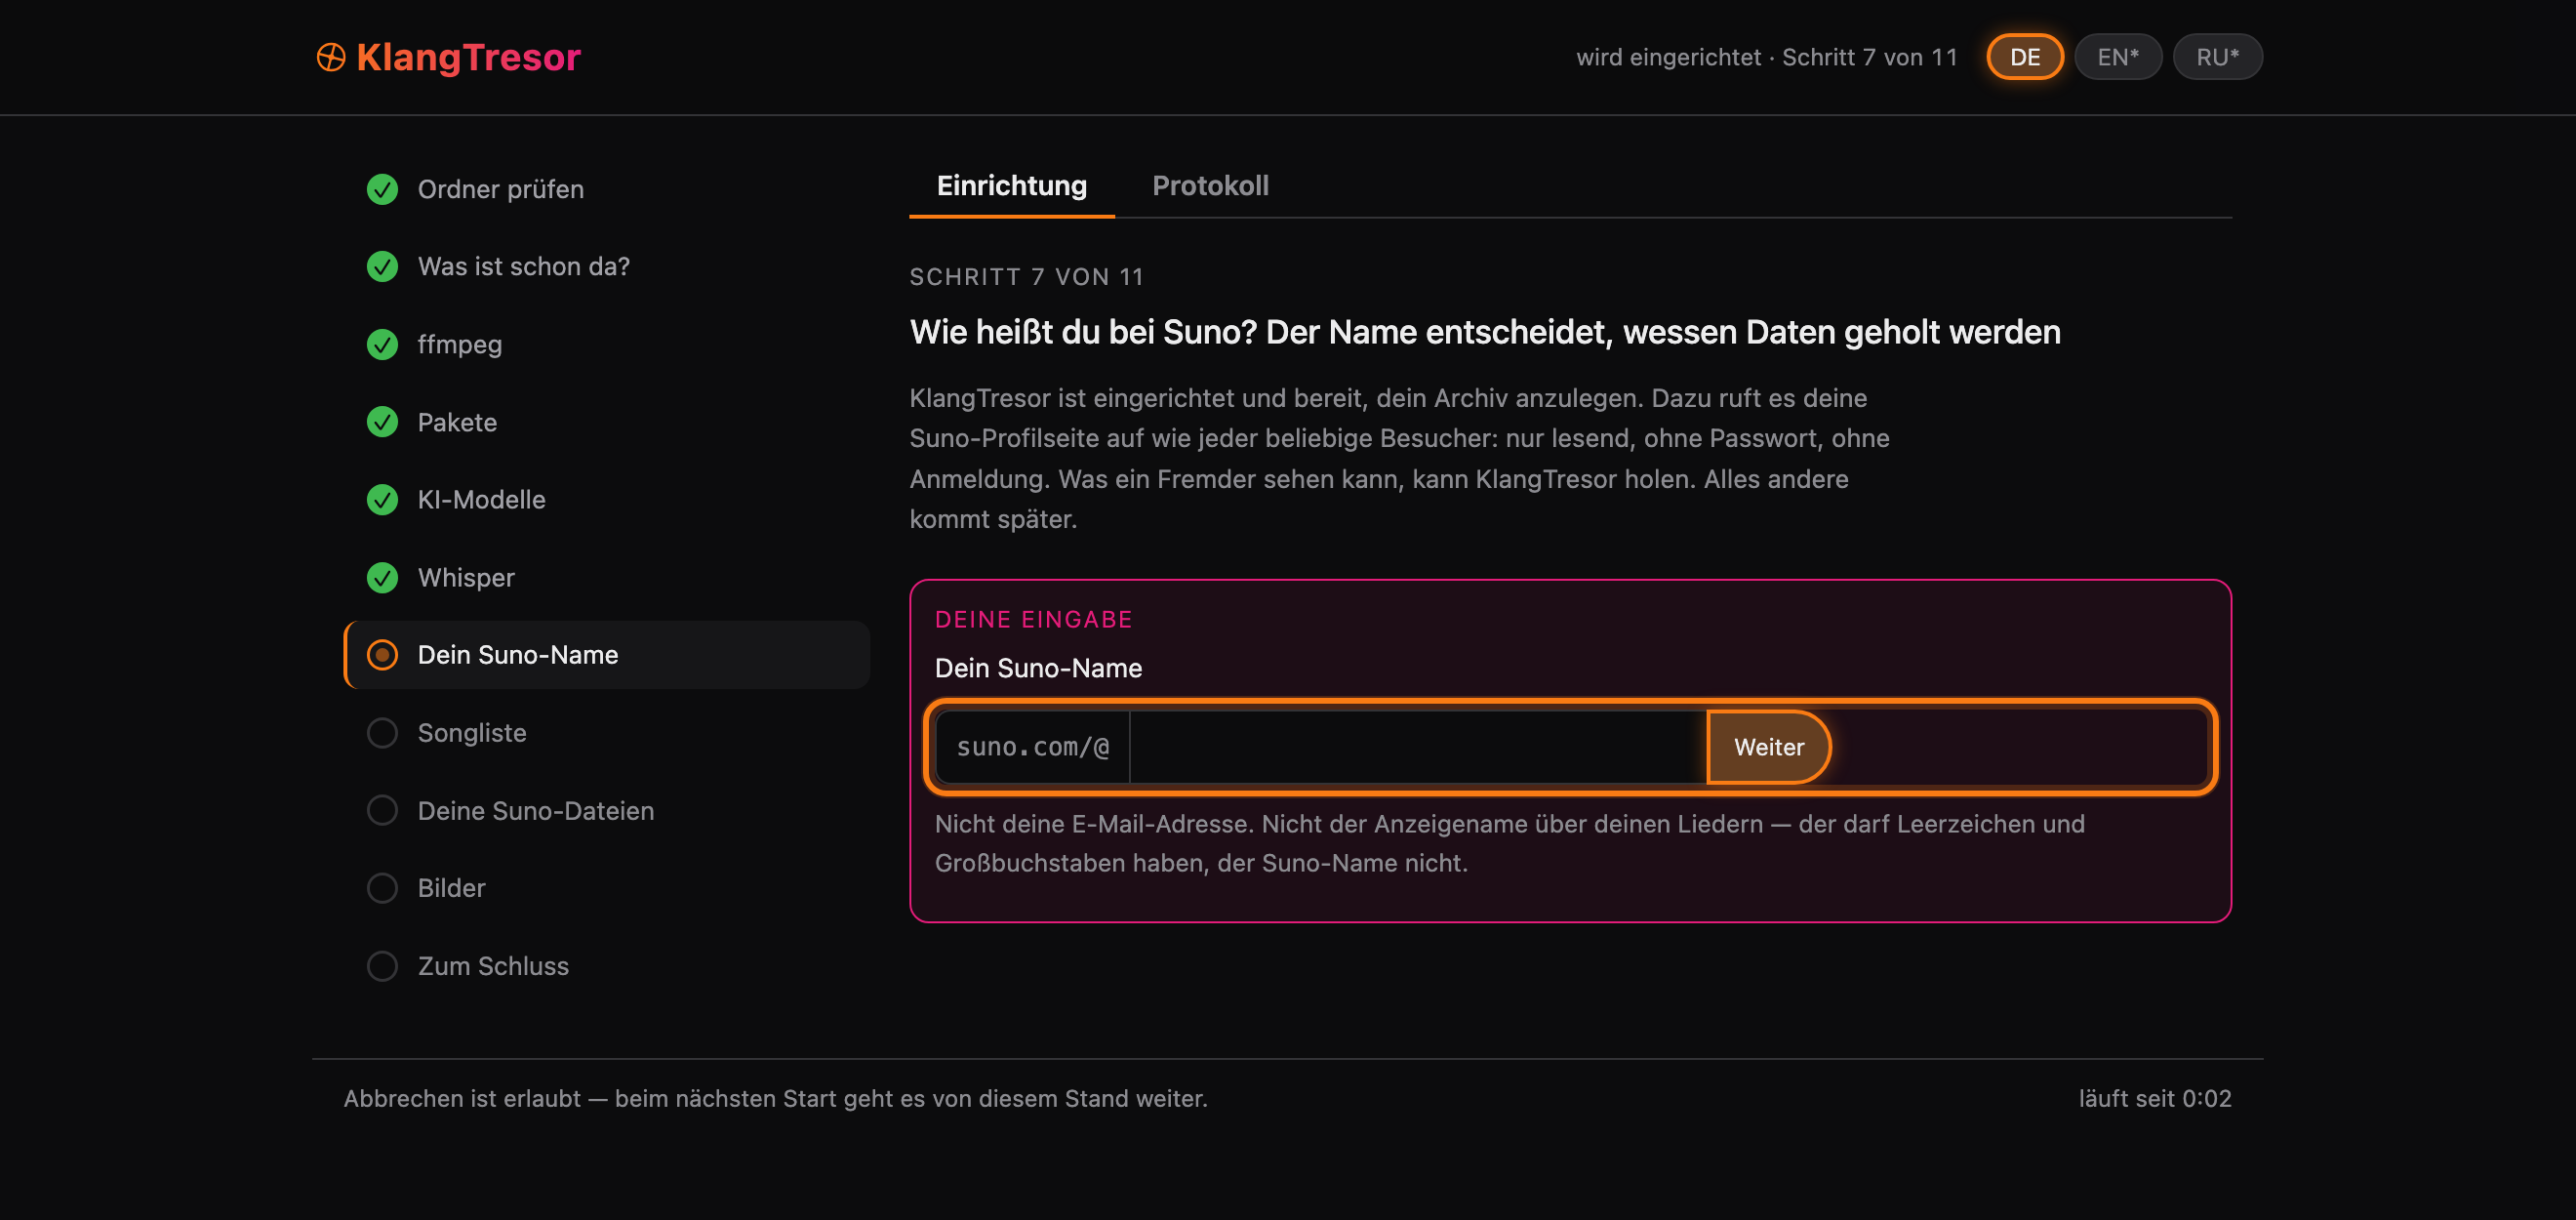 KlangTresor
wird eingerichtet · Schritt 7 von 11
DE
EN*
RU*
Ordner prüfen
Was ist schon da?
ffmpeg
Pakete
KI-Modelle
Whisper
Dein Suno-Name
Songliste
Deine Suno-Dateien
Bilder
Zum Schluss
Einrichtung
Protokoll
SCHRITT 7 VON 11
Wie heißt du bei Suno? Der Name entscheidet, wessen Daten geholt werden
KlangTresor ist eingerichtet und bereit, dein Archiv anzulegen. Dazu ruft es deine
Suno-Profilseite auf wie jeder beliebige Besucher: nur lesend, ohne Passwort, ohne
Anmeldung. Was ein Fremder sehen kann, kann KlangTresor holen. Alles andere
kommt später.
DEINE EINGABE
Dein Suno-Name
suno.com/@
Weiter
Nicht deine E-Mail-Adresse. Nicht der Anzeigename über deinen Liedern — der darf Leerzeichen und
Großbuchstaben haben, der Suno-Name nicht.
Abbrechen ist erlaubt — beim nächsten Start geht es von diesem Stand weiter.
läuft seit 0:02